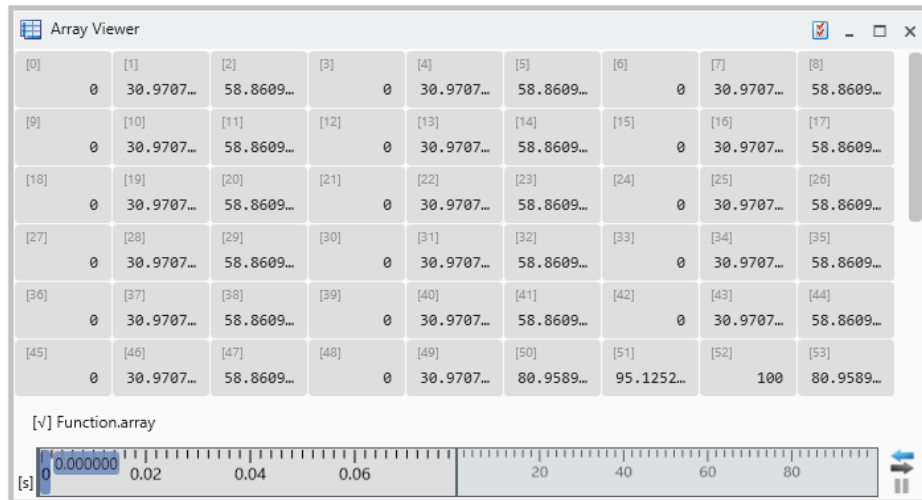 Array Viewer
[0] [1] [2] [3] [4] [5] [6] [7] [8]
0 30.9707… 58.8609… 0 30.9707… 58.8609… 0 30.9707… 58.8609…
[9] [10] [11] [12] [13] [14] [15] [16] [17]
0 30.9707… 58.8609… 0 30.9707… 58.8609… 0 30.9707… 58.8609…
[18] [19] [20] [21] [22] [23] [24] [25] [26]
0 30.9707… 58.8609… 0 30.9707… 58.8609… 0 30.9707… 58.8609…
[27] [28] [29] [30] [31] [32] [33] [34] [35]
0 30.9707… 58.8609… 0 30.9707… 58.8609… 0 30.9707… 58.8609…
[36] [37] [38] [39] [40] [41] [42] [43] [44]
0 30.9707… 58.8609… 0 30.9707… 58.8609… 0 30.9707… 58.8609…
[45] [46] [47] [48] [49] [50] [51] [52] [53]
0 30.9707… 58.8609… 0 30.9707… 80.9589… 95.1252… 100 80.9589…
[√] Function.array
[s] 0 0.000000 0.02 0.04 0.06 20 40 60 80